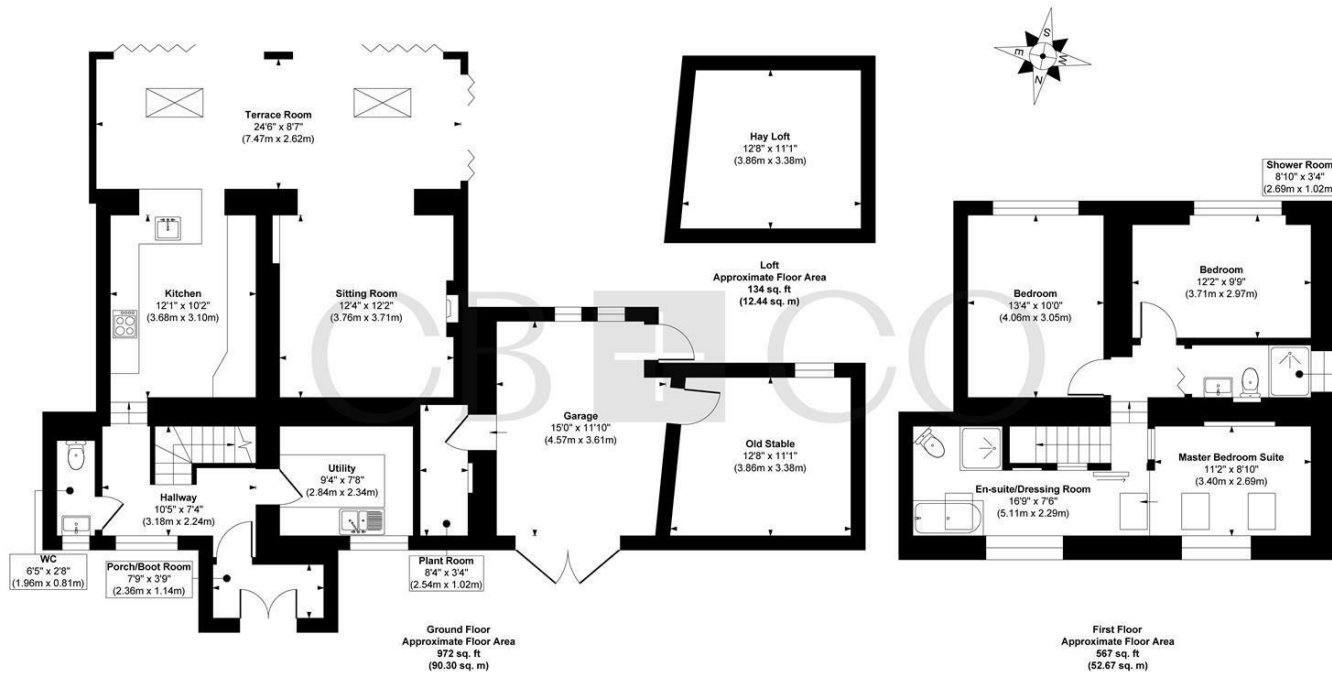 Terrace Room
24'6" x 8'7"
(7.47m x 2.62m)
Kitchen
12'1" x 10'2"
(3.68m x 3.10m)
Sitting Room
12'4" x 12'2"
(3.76m x 3.71m)
Hallway
10'5" x 7'4"
(3.18m x 2.24m)
Utility
9'4" x 7'8"
(2.84m x 2.34m)
WC
6'5" x 2'8"
(1.96m x 0.81m)
Porch/Boot Room
7'9" x 3'9"
(2.36m x 1.14m)
Plant Room
8'4" x 3'4"
(2.54m x 1.02m)
Garage
15'0" x 11'10"
(4.57m x 3.61m)
Old Stable
12'8" x 11'1"
(3.86m x 3.38m)
Ground Floor
Approximate Floor Area
972 sq. ft
(90.30 sq. m)
Hay Loft
12'8" x 11'1"
(3.86m x 3.38m)
Loft
Approximate Floor Area
134 sq. ft
(12.44 sq. m)
S
E
W
N
Shower Room
8'10" x 3'4"
(2.69m x 1.02m)
Bedroom
13'4" x 10'0"
(4.06m x 3.05m)
Bedroom
12'2" x 9'9"
(3.71m x 2.97m)
En-suite/Dressing Room
16'9" x 7'6"
(5.11m x 2.29m)
Master Bedroom Suite
11'2" x 8'10"
(3.40m x 2.69m)
First Floor
Approximate Floor Area
567 sq. ft
(52.67 sq. m)
CB + CO